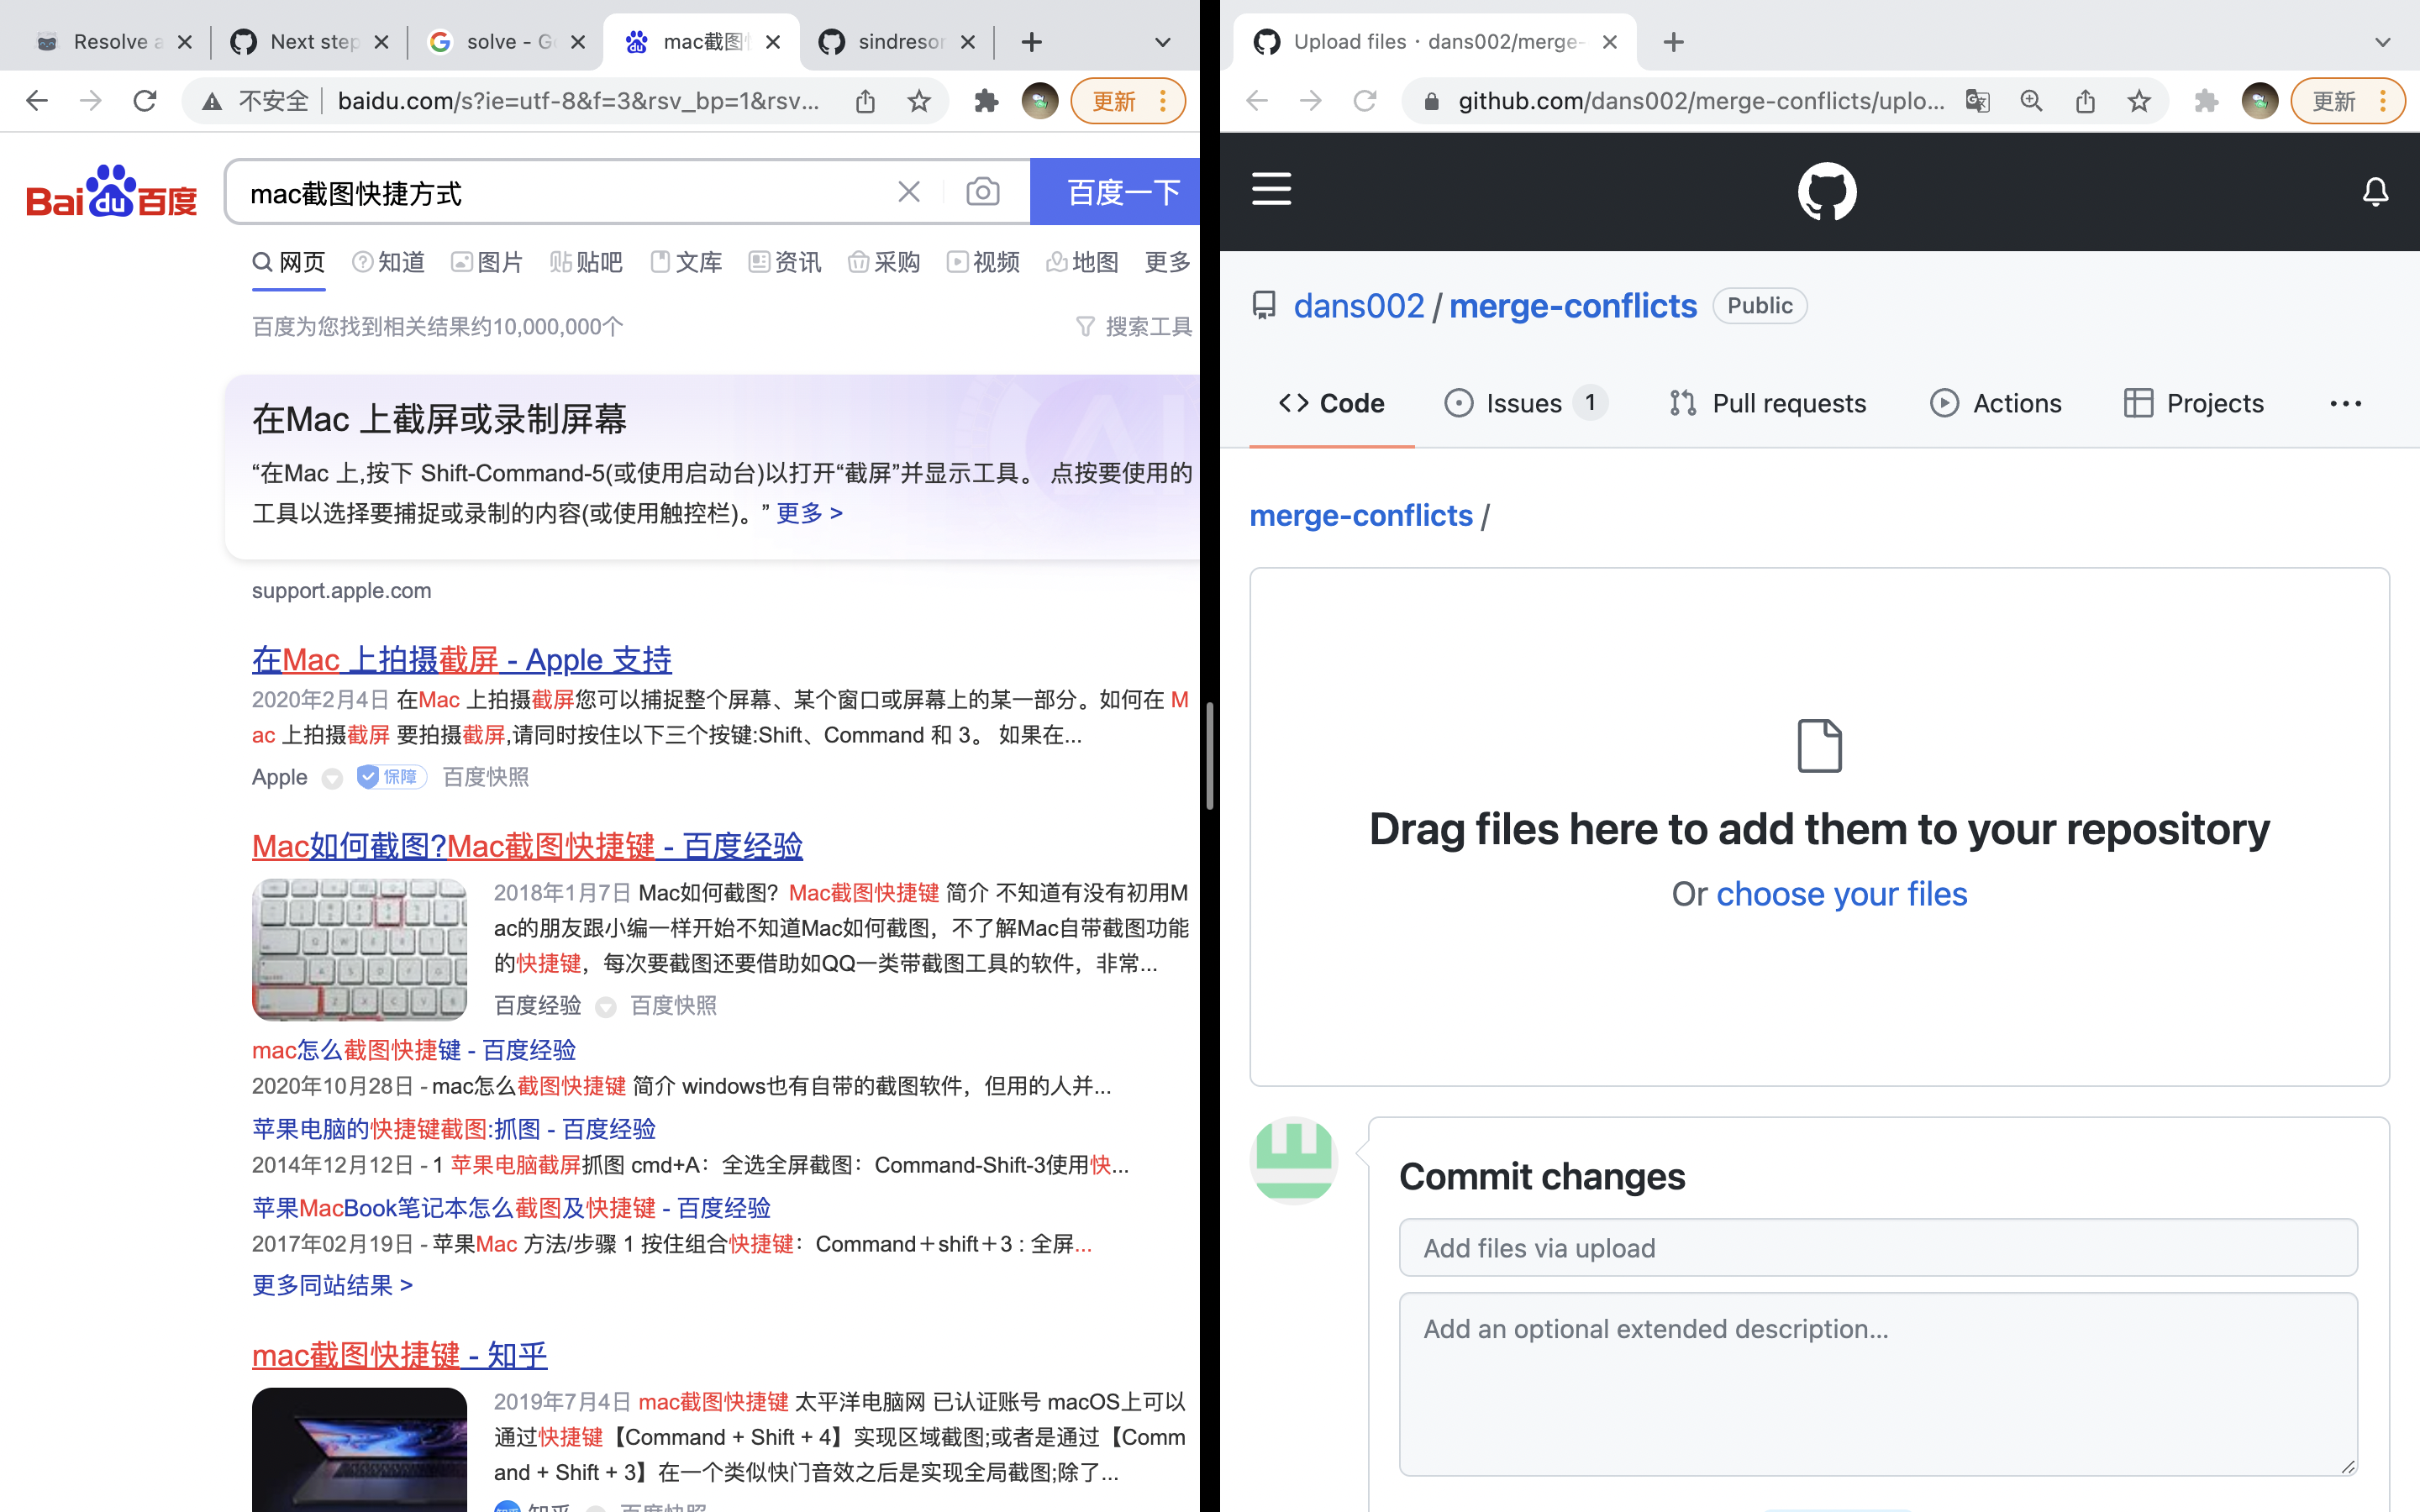 Resolve a
Next step
solve - Go
mac截图
sindresor
不安全
baidu.com/s?ie=utf-8&f=3&rsv_bp=1&rsv...
更新
Bai du 百度
mac截图快捷方式
百度一下
网页 知道 图片 贴吧 文库 资讯 采购 视频 地图 更多
百度为您找到相关结果约10,000,000个
搜索工具
在Mac 上截屏或录制屏幕
“在Mac 上,按下 Shift-Command-5(或使用启动台)以打开“截屏”并显示工具。 点按要使用的
工具以选择要捕捉或录制的内容(或使用触控栏)。” 更多 >
support.apple.com
在Mac 上拍摄截屏 - Apple 支持
2020年2月4日 在Mac 上拍摄截屏您可以捕捉整个屏幕、某个窗口或屏幕上的某一部分。如何在 M
ac 上拍摄截屏 要拍摄截屏,请同时按住以下三个按键:Shift、Command 和 3。 如果在...
Apple 保障 百度快照
Mac如何截图?Mac截图快捷键 - 百度经验
2018年1月7日 Mac如何截图? Mac截图快捷键 简介 不知道有没有初用M
ac的朋友跟小编一样开始不知道Mac如何截图，不了解Mac自带截图功能
的快捷键，每次要截图还要借助如QQ一类带截图工具的软件，非常...
百度经验 百度快照
mac怎么截图快捷键 - 百度经验
2020年10月28日 - mac怎么截图快捷键 简介 windows也有自带的截图软件，但用的人并...
苹果电脑的快捷键截图:抓图 - 百度经验
2014年12月12日 - 1 苹果电脑截屏抓图 cmd+A：全选全屏截图：Command-Shift-3使用快...
苹果MacBook笔记本怎么截图及快捷键 - 百度经验
2017年02月19日 - 苹果Mac 方法/步骤 1 按住组合快捷键：Command＋shift＋3 : 全屏...
更多同站结果 >
mac截图快捷键 - 知乎
2019年7月4日 mac截图快捷键 太平洋电脑网 已认证账号 macOS上可以
通过快捷键【Command + Shift + 4】实现区域截图;或者是通过【Comm
and + Shift + 3】在一个类似快门音效之后是实现全局截图;除了...
知乎 百度快照
Upload files · dans002/merge-
github.com/dans002/merge-conflicts/uplo...
更新
dans002 / merge-conflicts Public
Code Issues 1 Pull requests Actions Projects ...
merge-conflicts /
Drag files here to add them to your repository
Or choose your files
Commit changes
Add files via upload
Add an optional extended description...